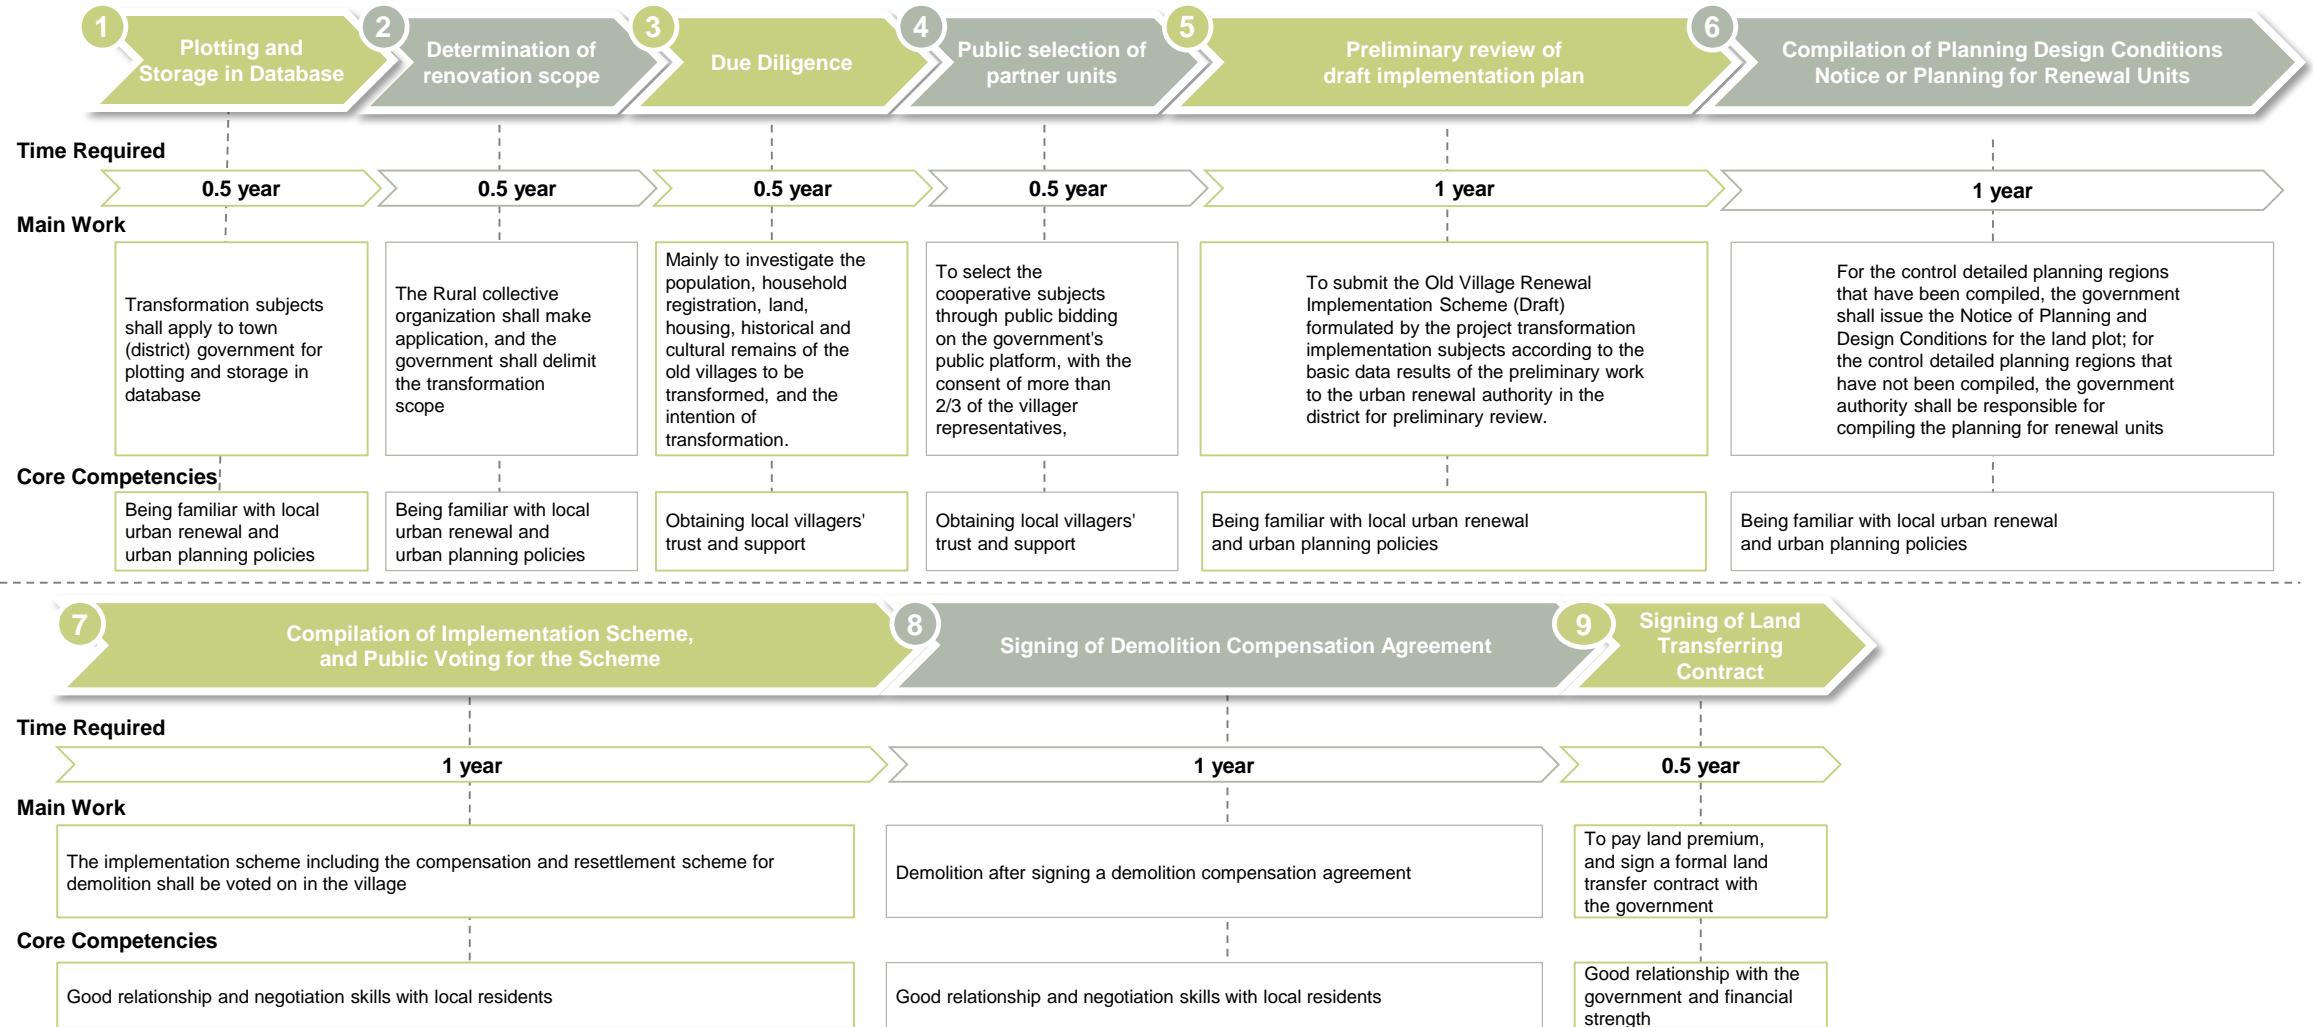 1
Plotting and
Storage in Database
2
Determination of
renovation scope
3
Due Diligence
4
Public selection of
partner units
5
Preliminary review of
draft implementation plan
6
Compilation of Planning Design Conditions
Notice or Planning for Renewal Units
Time Required
0.5 year
0.5 year
0.5 year
0.5 year
1 year
1 year
Main Work
Transformation subjects
shall apply to town
(district) government for
plotting and storage in
database
The Rural collective
organization shall make
application, and the
government shall delimit
the transformation
scope
Mainly to investigate the
population, household
registration, land,
housing, historical and
cultural remains of the
old villages to be
transformed, and the
intention of
transformation.
To select the
cooperative subjects
through public bidding
on the government's
public platform, with the
consent of more than
2/3 of the villager
representatives,
To submit the Old Village Renewal
Implementation Scheme (Draft)
formulated by the project transformation
implementation subjects according to the
basic data results of the preliminary work
to the urban renewal authority in the
district for preliminary review.
For the control detailed planning regions
that have been compiled, the government
shall issue the Notice of Planning and
Design Conditions for the land plot; for
the control detailed planning regions that
have not been compiled, the government
authority shall be responsible for
compiling the planning for renewal units
Core Competencies
Being familiar with local
urban renewal and
urban planning policies
Being familiar with local
urban renewal and
urban planning policies
Obtaining local villagers'
trust and support
Obtaining local villagers'
trust and support
Being familiar with local urban renewal
and urban planning policies
Being familiar with local urban renewal
and urban planning policies
7
Compilation of Implementation Scheme,
and Public Voting for the Scheme
8
Signing of Demolition Compensation Agreement
9
Signing of Land
Transferring
Contract
Time Required
1 year
1 year
0.5 year
Main Work
The implementation scheme including the compensation and resettlement scheme for
demolition shall be voted on in the village
Demolition after signing a demolition compensation agreement
To pay land premium,
and sign a formal land
transfer contract with
the government
Core Competencies
Good relationship and negotiation skills with local residents
Good relationship and negotiation skills with local residents
Good relationship with the
government and financial
strength